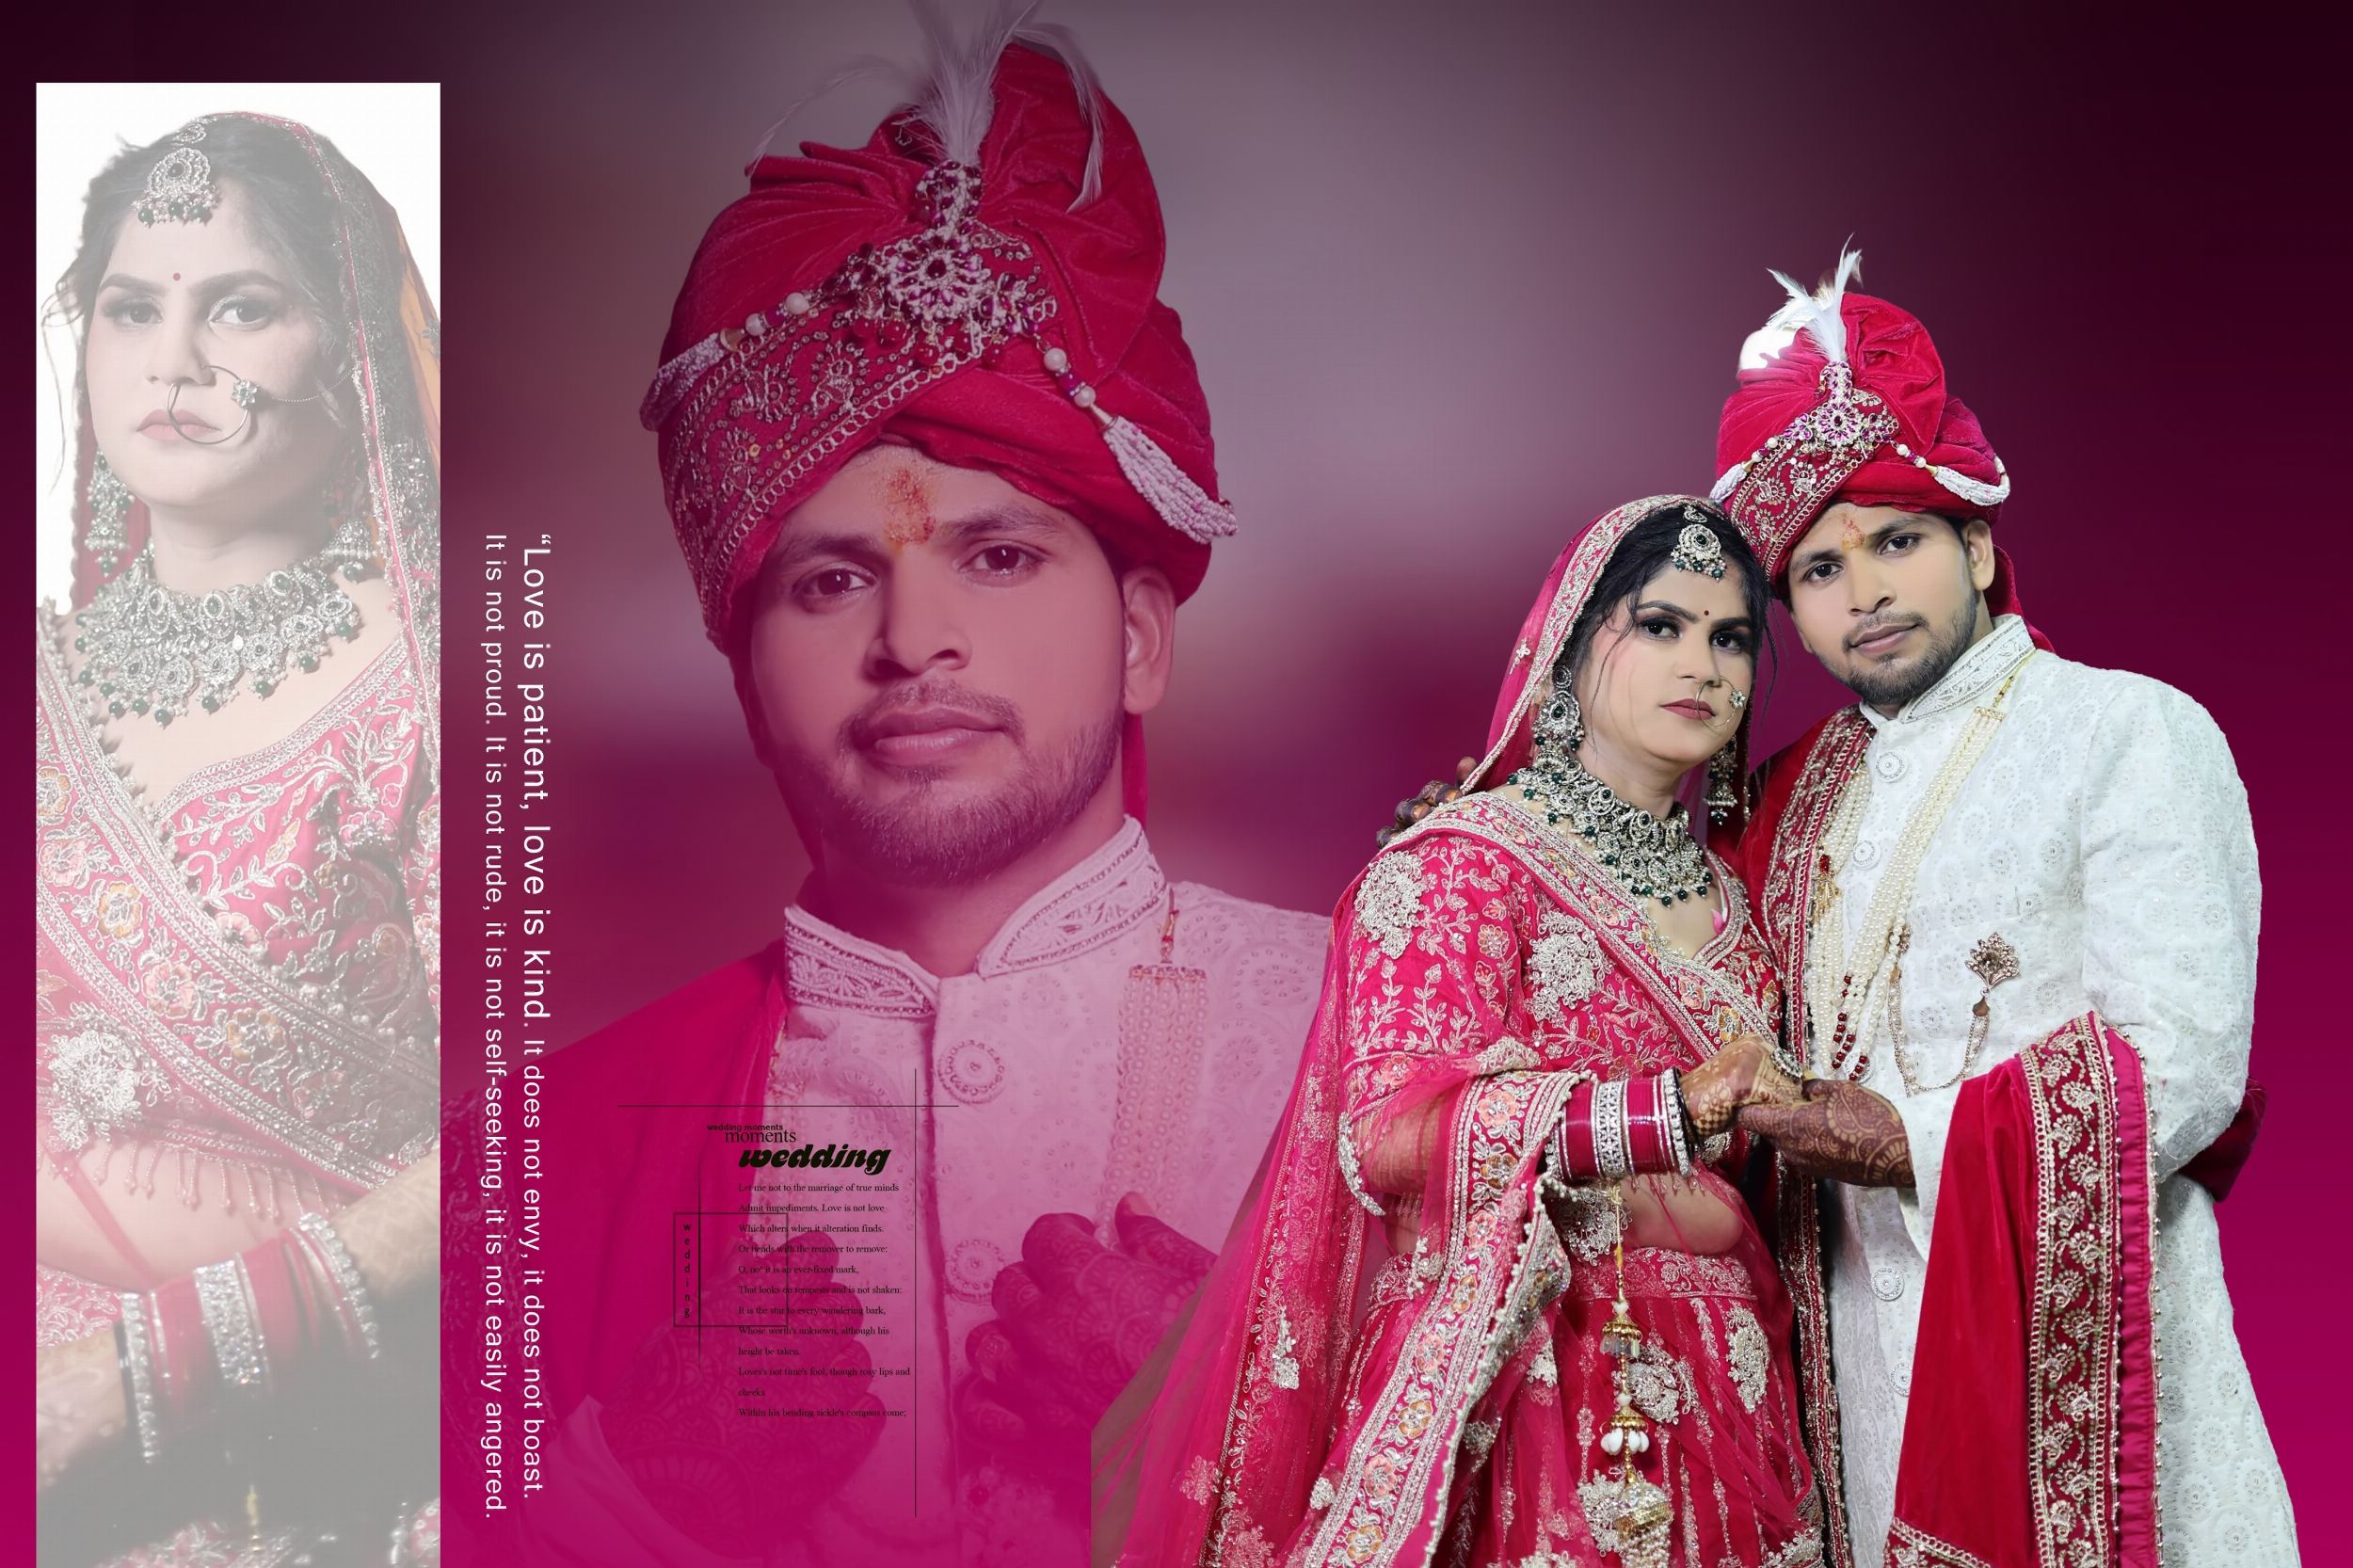 “Love is patient, love is kind. It does not envy, it does not boast.
It is not proud. It is not rude, it is not self-seeking, it is not easily angered.
wedding moments
moments
wedding
Let me not to the marriage of true minds
Admit impediments. Love is not love
Which alters when it alteration finds.
Or bends with the remover to remove:
O, no! it is an ever-fixed mark,
That looks on tempests and is not shaken:
It is the star to every wandering bark,
Whose worth's unknown, although his
height be taken.
Loves's not time's fool, though rosy lips and
cheeks
Within his bending sickle's compass come;
wedding